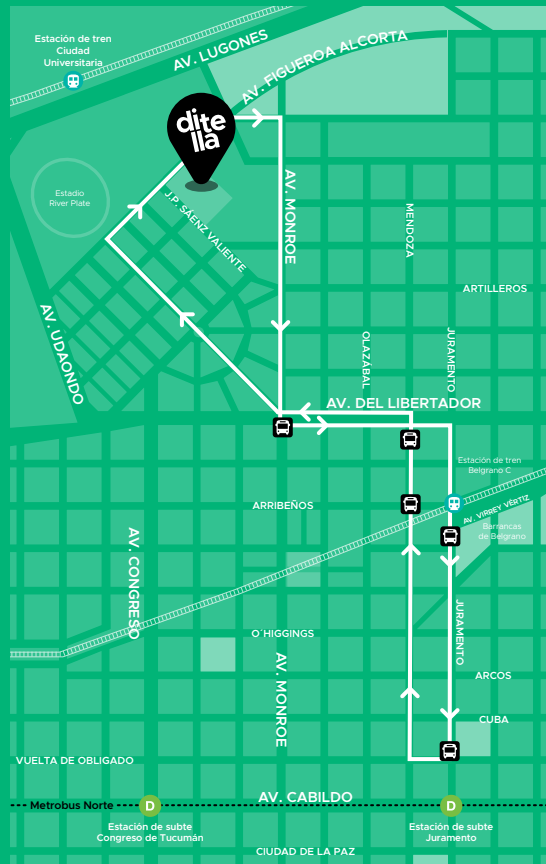 Estación de tren
Ciudad
Universitaria
AV. LUGONES
AV. FIGUEROA ALCORTA
dite
lla
Estadio
River Plate
J.P. SÁENZ VALIENTE
AV. MONROE
MENDOZA
ARTILLEROS
AV. UDAONDO
OLAZÁBAL
JURAMENTO
AV. DEL LIBERTADOR
Estación de tren
Belgrano C
ARRIBEÑOS
AV. VIRREY VÉRTIZ
Barrancas
de Belgrano
AV. CONGRESO
O´HIGGINGS
JURAMENTO
AV. MONROE
ARCOS
CUBA
VUELTA DE OBLIGADO
AV. CABILDO
Metrobus Norte
D
D
Estación de subte
Congreso de Tucumán
Estación de subte
Juramento
CIUDAD DE LA PAZ